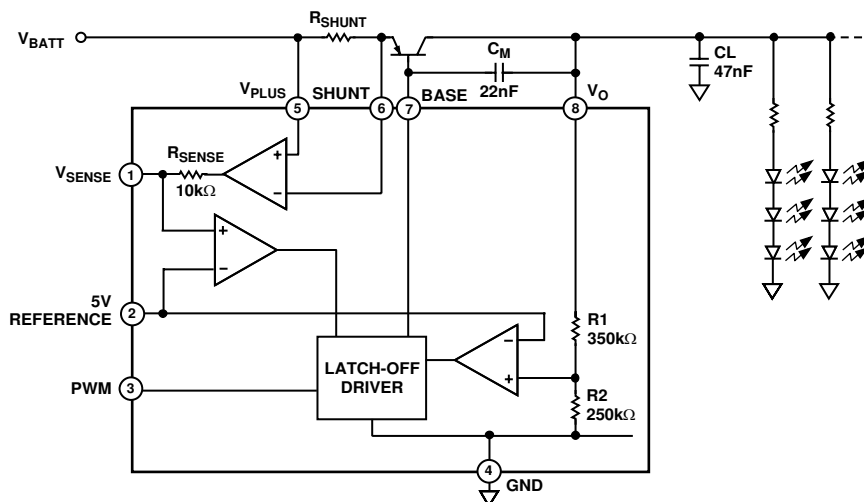 R_SHUNT
V_BATT
C_M
22nF
CL
47nF
V_PLUS
SHUNT
BASE
V_O
5
6
7
8
R_SENSE
10kΩ
V_SENSE
1
+
−
+
−
5V
REFERENCE
2
R1
350kΩ
−
+
LATCH-OFF
DRIVER
PWM
3
R2
250kΩ
4
GND